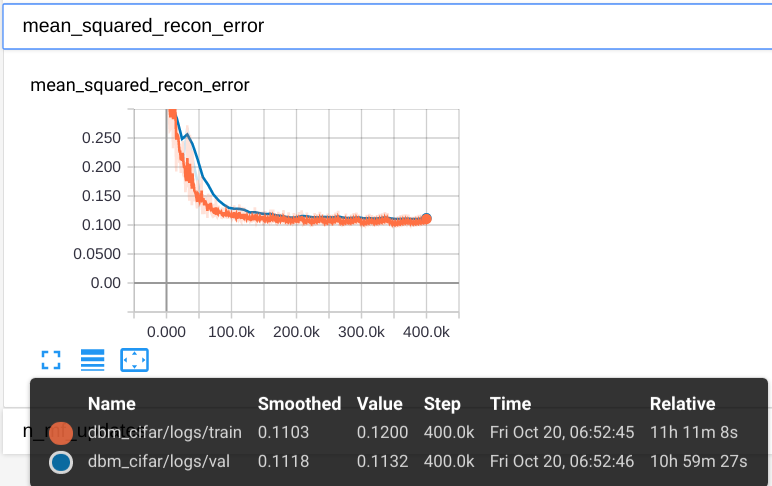 mean_squared_recon_error
mean_squared_recon_error
0.250
0.200
0.150
0.100
0.0500
0.00
0.000 100.0k 200.0k 300.0k 400.0k
Name Smoothed Value Step Time Relative
n_mf_updates
dbm_cifar/logs/train 0.1103 0.1200 400.0k Fri Oct 20, 06:52:45 11h 11m 8s
dbm_cifar/logs/val 0.1118 0.1132 400.0k Fri Oct 20, 06:52:46 10h 59m 27s